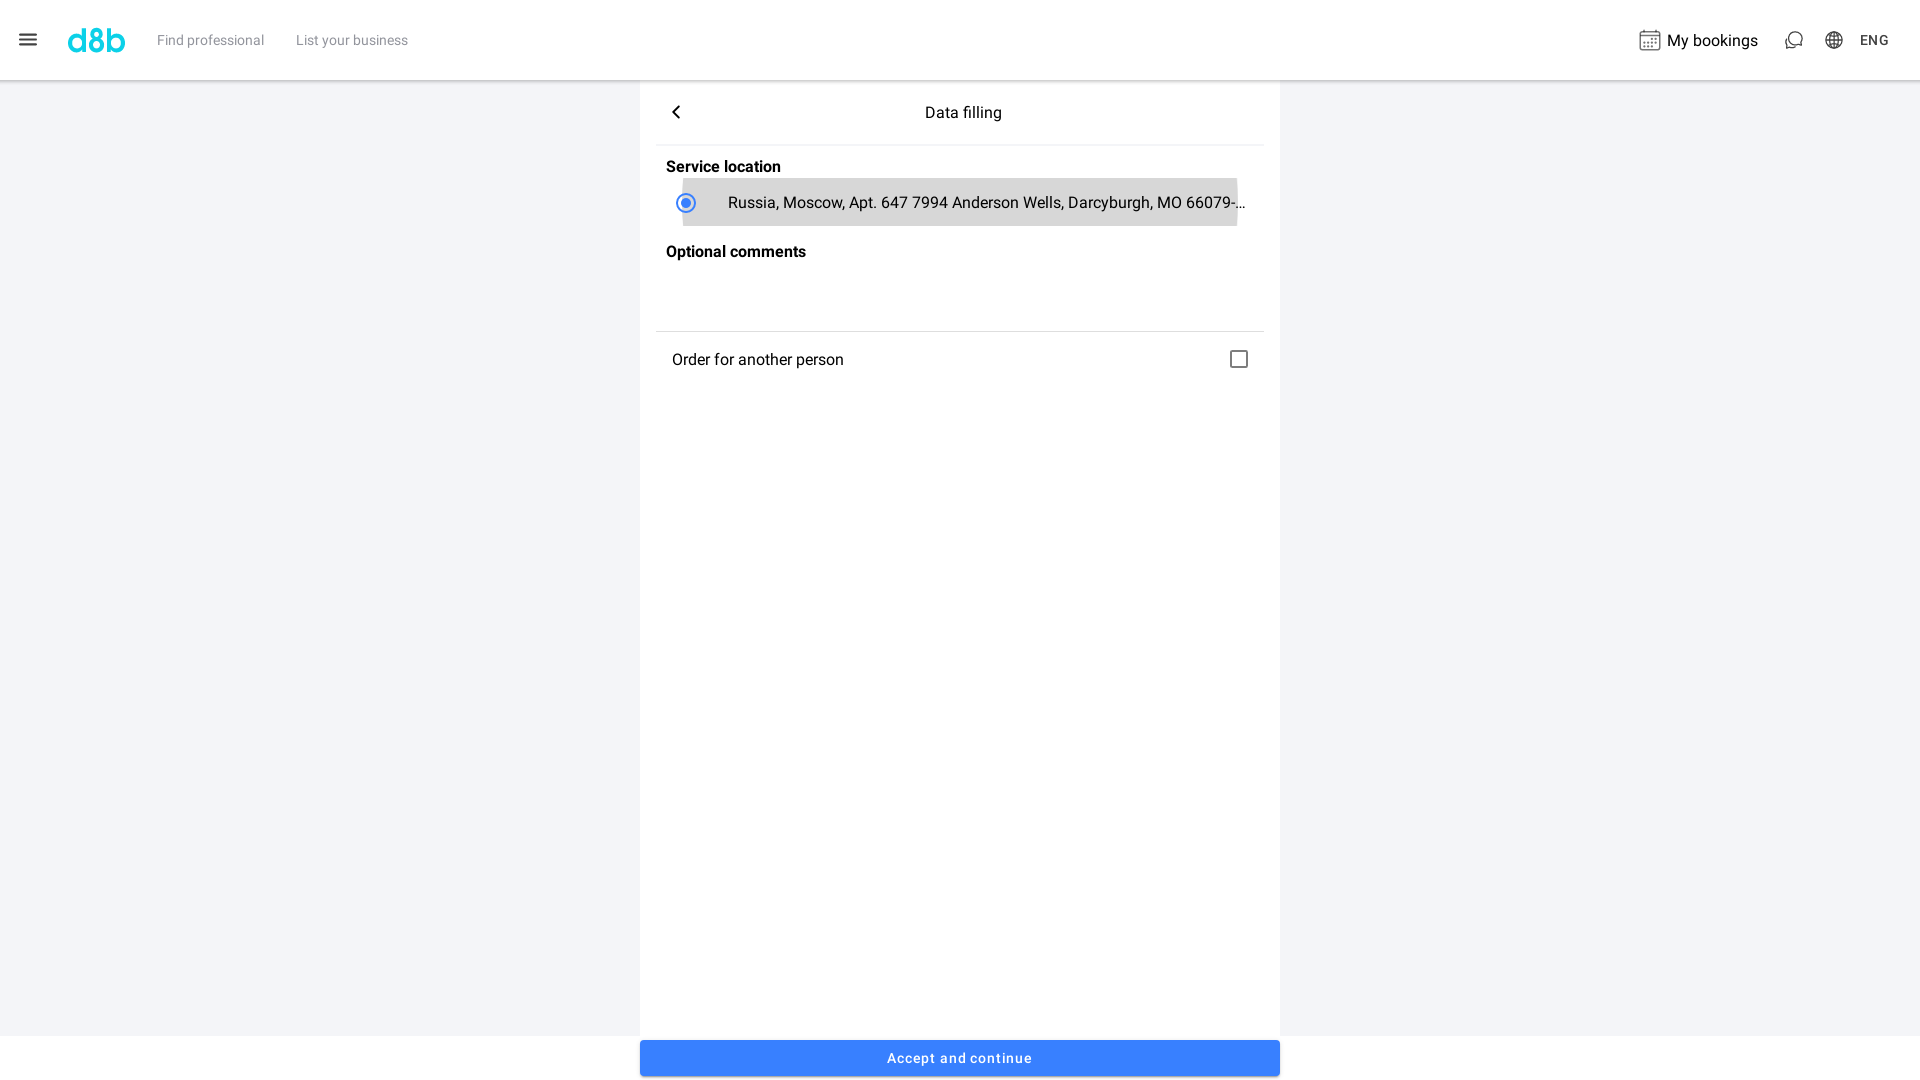 d8b
Find professional
List your business
My bookings
ENG
Data filling
Service location
Russia, Moscow, Apt. 647 7994 Anderson Wells, Darcyburgh, MO 66079-...
Optional comments
Order for another person
Accept and continue